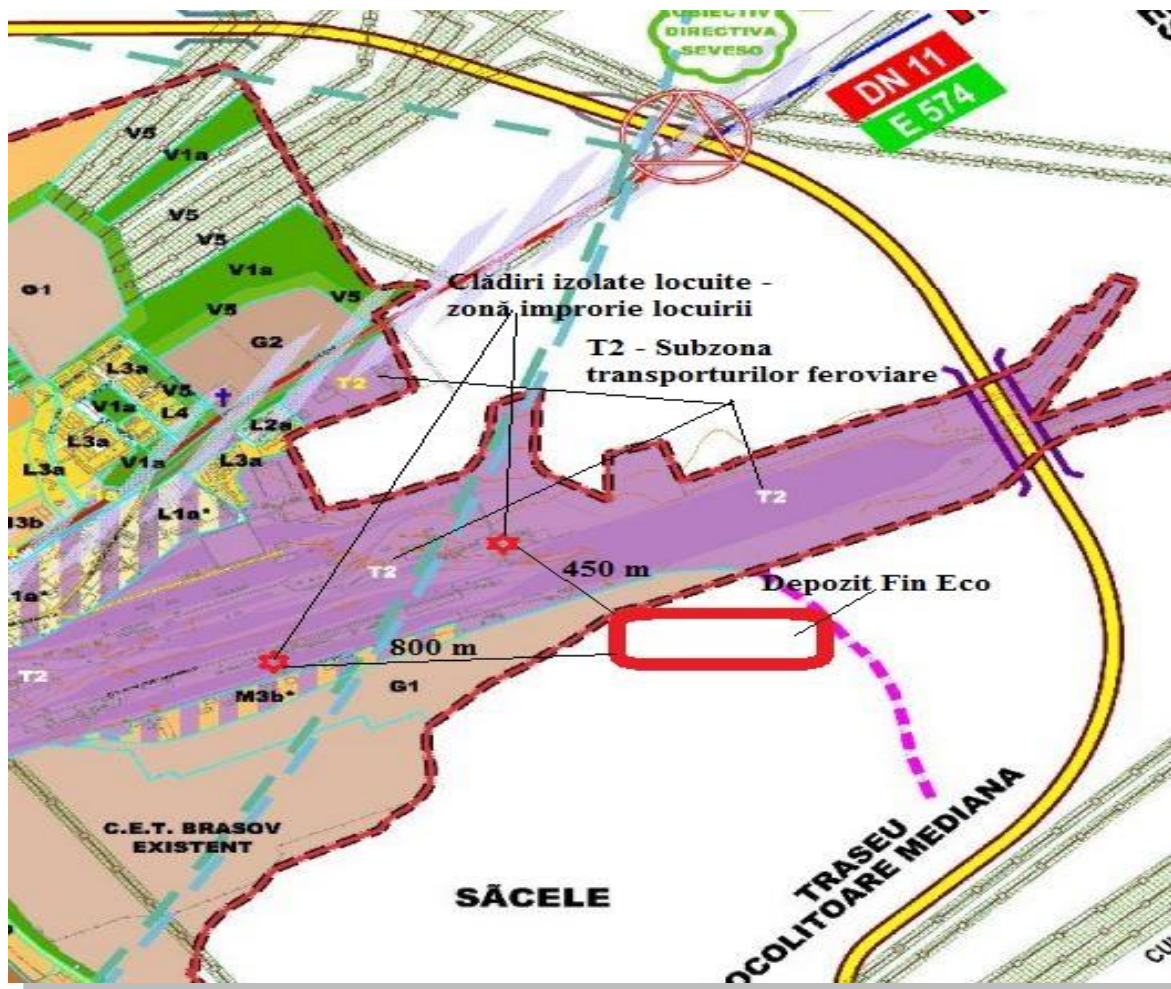 OBIECTIV
DIRECTIVA
SEVESO
DN 11
E 574
V5
V1a
V5
V5
V1a
G1
V5
V5
G2
Clădiri izolate locuite -
zonă improrie locuirii
T2 - Subzona
transporturilor feroviare
T2
L3a
V5
V1a
L4
L3a
L2a
L3a
V1a
L3a
M3b
L1a*
1a*
T2
T2
450 m
Depozit Fin Eco
800 m
T2
M3b*
G1
C.E.T. BRASOV
EXISTENT
SĂCELE
TRASEU
OCOLITOARE MEDIANA